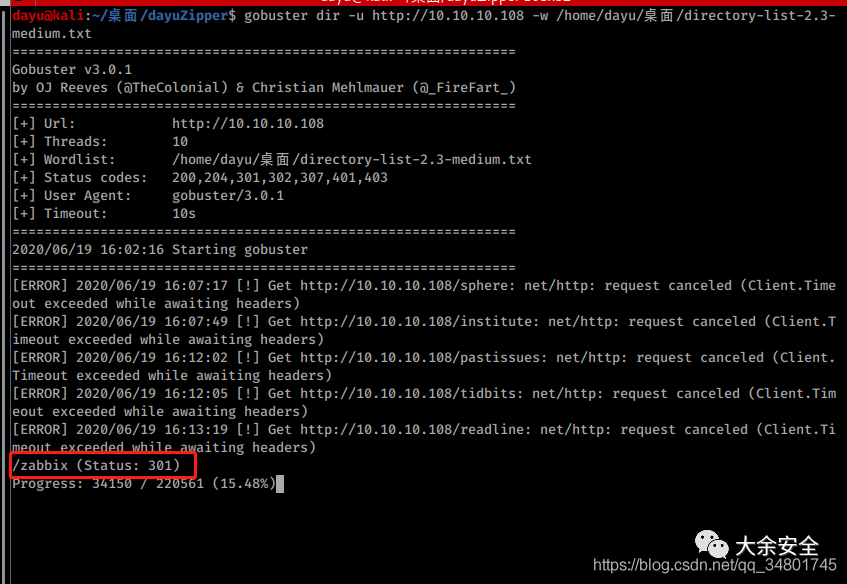 dayu@kali:~/桌面/dayuZipper$ gobuster dir -u http://10.10.10.108 -w /home/dayu/桌面/directory-list-2.3-
medium.txt
===============================================================
Gobuster v3.0.1
by OJ Reeves (@TheColonial) & Christian Mehlmauer (@_FireFart_)
===============================================================
[+] Url:            http://10.10.10.108
[+] Threads:        10
[+] Wordlist:       /home/dayu/桌面/directory-list-2.3-medium.txt
[+] Status codes:   200,204,301,302,307,401,403
[+] User Agent:     gobuster/3.0.1
[+] Timeout:        10s
===============================================================
2020/06/19 16:02:16 Starting gobuster
===============================================================
[ERROR] 2020/06/19 16:07:17 [!] Get http://10.10.10.108/sphere: net/http: request canceled (Client.Time
out exceeded while awaiting headers)
[ERROR] 2020/06/19 16:07:49 [!] Get http://10.10.10.108/institute: net/http: request canceled (Client.T
imeout exceeded while awaiting headers)
[ERROR] 2020/06/19 16:12:02 [!] Get http://10.10.10.108/pastissues: net/http: request canceled (Client.
Timeout exceeded while awaiting headers)
[ERROR] 2020/06/19 16:12:05 [!] Get http://10.10.10.108/tidbits: net/http: request canceled (Client.Tim
eout exceeded while awaiting headers)
[ERROR] 2020/06/19 16:13:19 [!] Get http://10.10.10.108/readline: net/http: request canceled (Client.Ti
meout exceeded while awaiting headers)
/zabbix (Status: 301)
Progress: 34150 / 220561 (15.48%)
大余安全
https://blog.csdn.net/qq_34801745